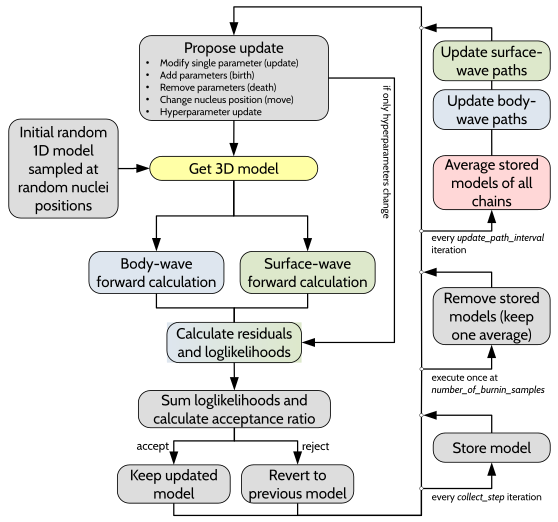 Propose update
• Modify single parameter (update)
• Add parameters (birth)
• Remove parameters (death)
• Change nucleus position (move)
• Hyperparameter update
if only hyperparameters change
Initial random
1D model
sampled at
random nuclei
positions
Get 3D model
Body-wave
forward calculation
Surface-wave
forward calculation
Calculate residuals
and loglikelihoods
Sum loglikelihoods and
calculate acceptance ratio
accept
reject
Keep updated
model
Revert to
previous model
Update surface-
wave paths
Update body-
wave paths
Average stored
models of all
chains
every update_path_interval
iteration
Remove stored
models (keep
one average)
execute once at
number_of_burnin_samples
Store model
every collect_step iteration